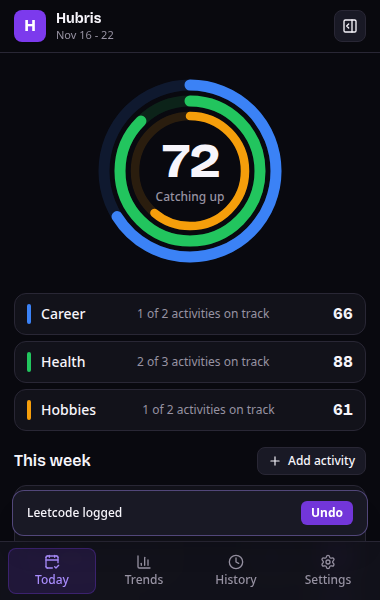 H
Hubris
Nov 16 - 22
72
Catching up
Career 1 of 2 activities on track 66
Health 2 of 3 activities on track 88
Hobbies 1 of 2 activities on track 61
This week
+ Add activity
Leetcode logged
Undo
Today Trends History Settings